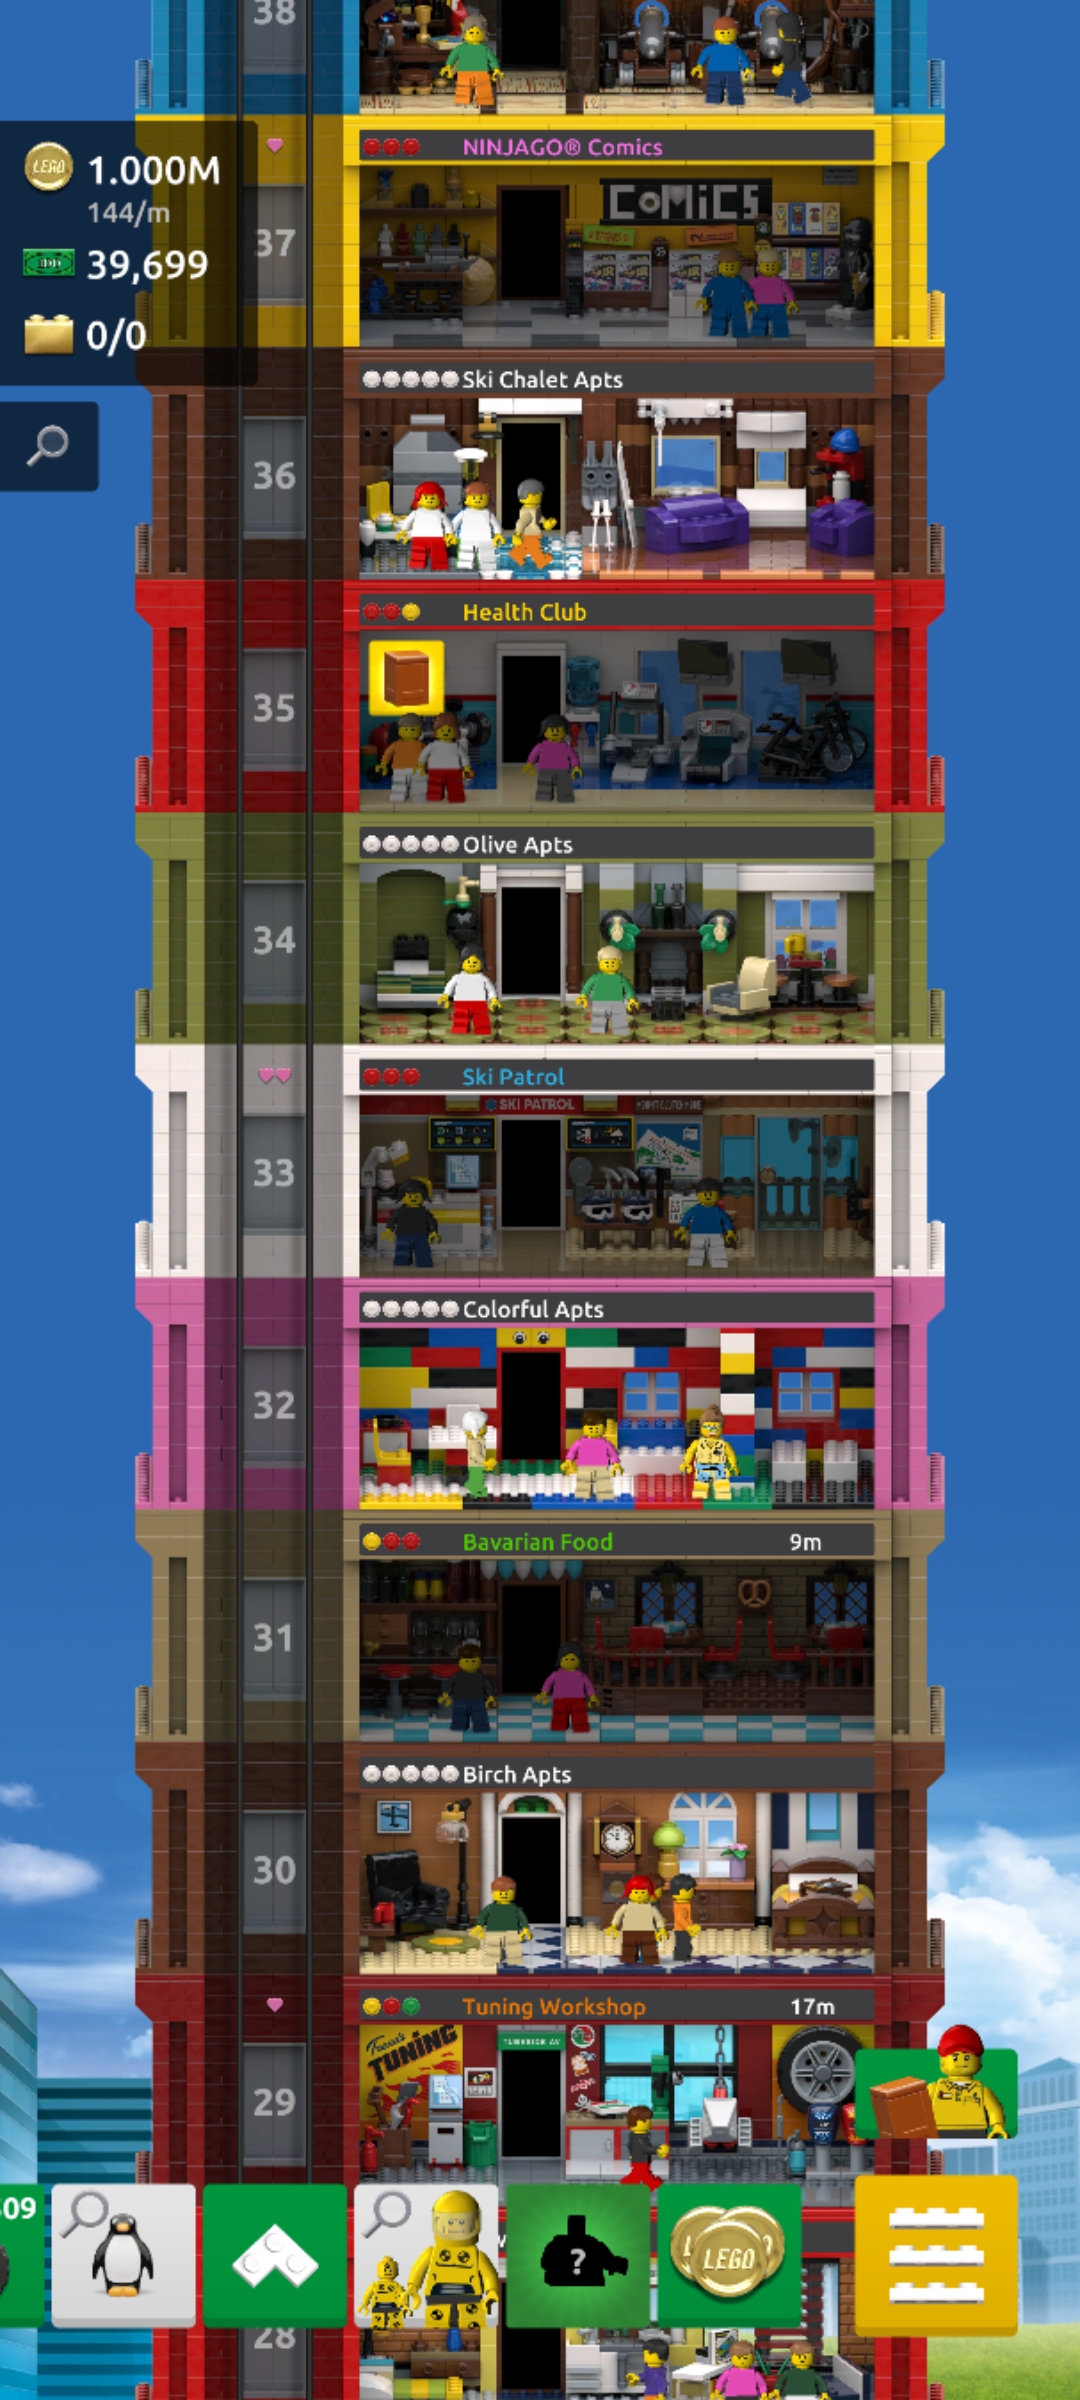 38
LEGO
1.000M
144/m
39,699
0/0
NINJAGO® Comics
COMICS
37
Ski Chalet Apts
36
Health Club
35
Olive Apts
34
Ski Patrol
SKI PATROL
33
Colorful Apts
32
Bavarian Food
9m
31
Birch Apts
30
Tuning Workshop
17m
TUNING
29
09
?
LEGO
28